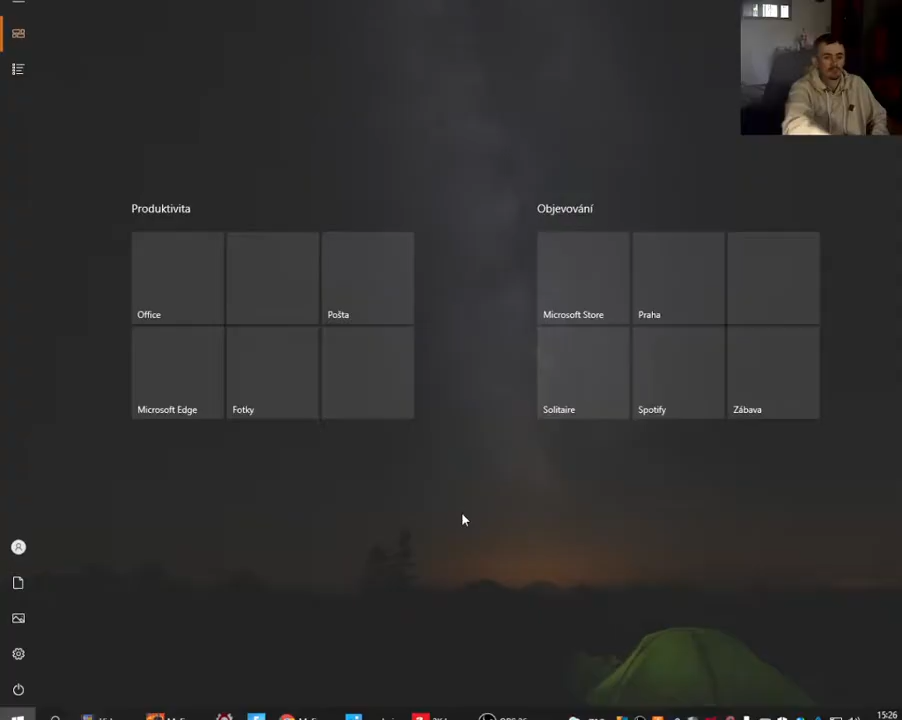 Produktivita
Objevování
Office
Pošta
Microsoft Store
Praha
Microsoft Edge
Fotky
Solitaire
Spotify
Zábava
15:26